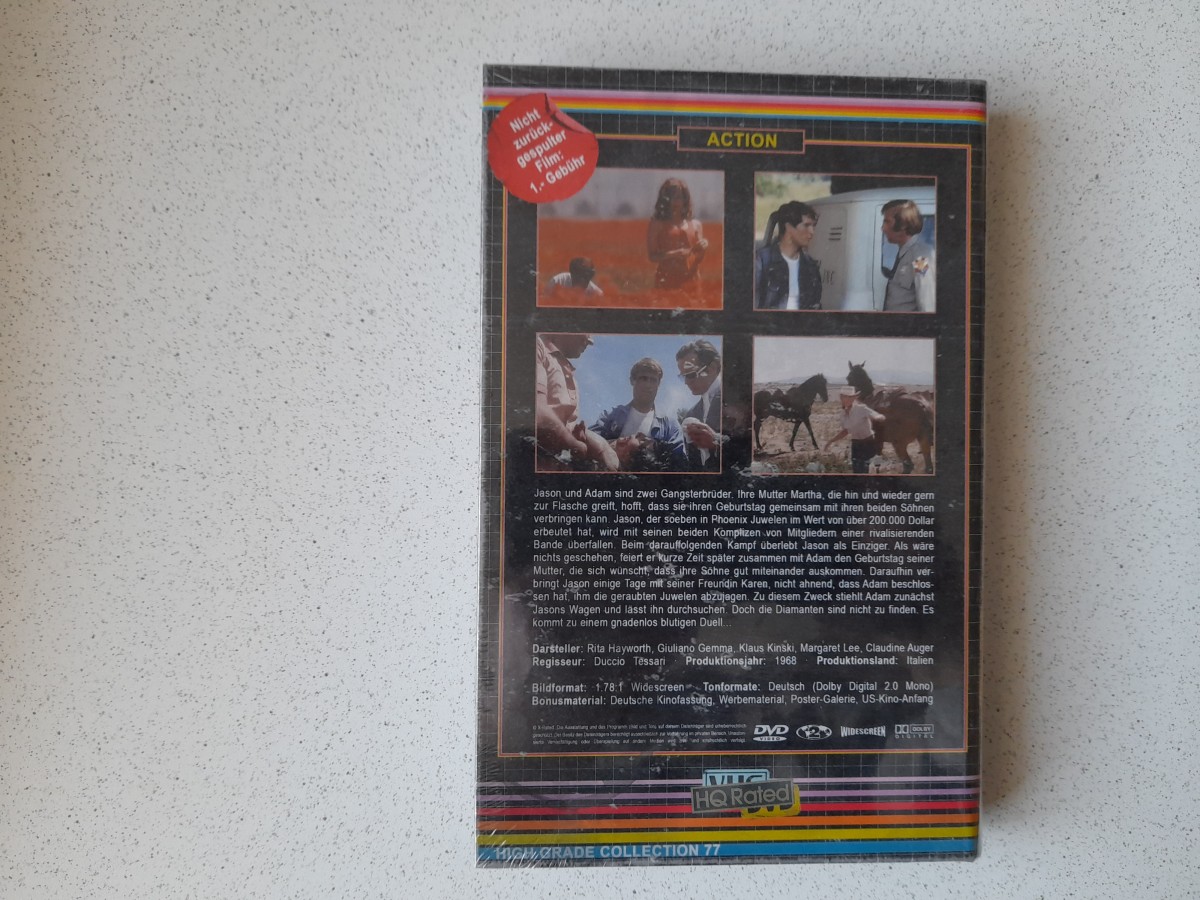 Nicht
zurück-
gespulter
Film:
1.- Gebühr
ACTION
Jason und Adam sind zwei Gangsterbrüder. Ihre Mutter Martha, die hin und wieder gern
zur Flasche greift, hofft, dass sie ihren Geburtstag gemeinsam mit ihren beiden Söhnen
verbringen kann. Jason, der soeben in Phoenix Juwelen im Wert von über 200.000 Dollar
erbeutet hat, wird mit seinen beiden Komplizen von Mitgliedern einer rivalisierenden
Bande überfallen. Beim darauffolgenden Kampf überlebt Jason als Einziger. Als wäre
nichts geschehen, feiert er kurze Zeit später zusammen mit Adam den Geburtstag seiner
Mutter, die sich wünscht, dass ihre Söhne gut miteinander auskommen. Daraufhin ver-
bringt Jason einige Tage mit seiner Freundin Karen, nicht ahnend, dass Adam beschlos-
sen hat, ihm die geraubten Juwelen abzujagen. Zu diesem Zweck stiehlt Adam zunächst
Jasons Wagen und lässt ihn durchsuchen. Doch die Diamanten sind nicht zu finden. Es
kommt zu einem gnadenlos blutigen Duell...
Darsteller: Rita Hayworth, Giuliano Gemma, Klaus Kinski, Margaret Lee, Claudine Auger
Regisseur: Duccio Tessari Produktionsjahr: 1968 Produktionsland: Italien
Bildformat: 1.78:1 Widescreen Tonformate: Deutsch (Dolby Digital 2.0 Mono)
Bonusmaterial: Deutsche Kinofassung, Werbematerial, Poster-Galerie, US-Kino-Anfang
DVD VIDEO 2 WIDESCREEN DOLBY DIGITAL
VHS
HQ Rated
DVD
HIGH GRADE COLLECTION 77